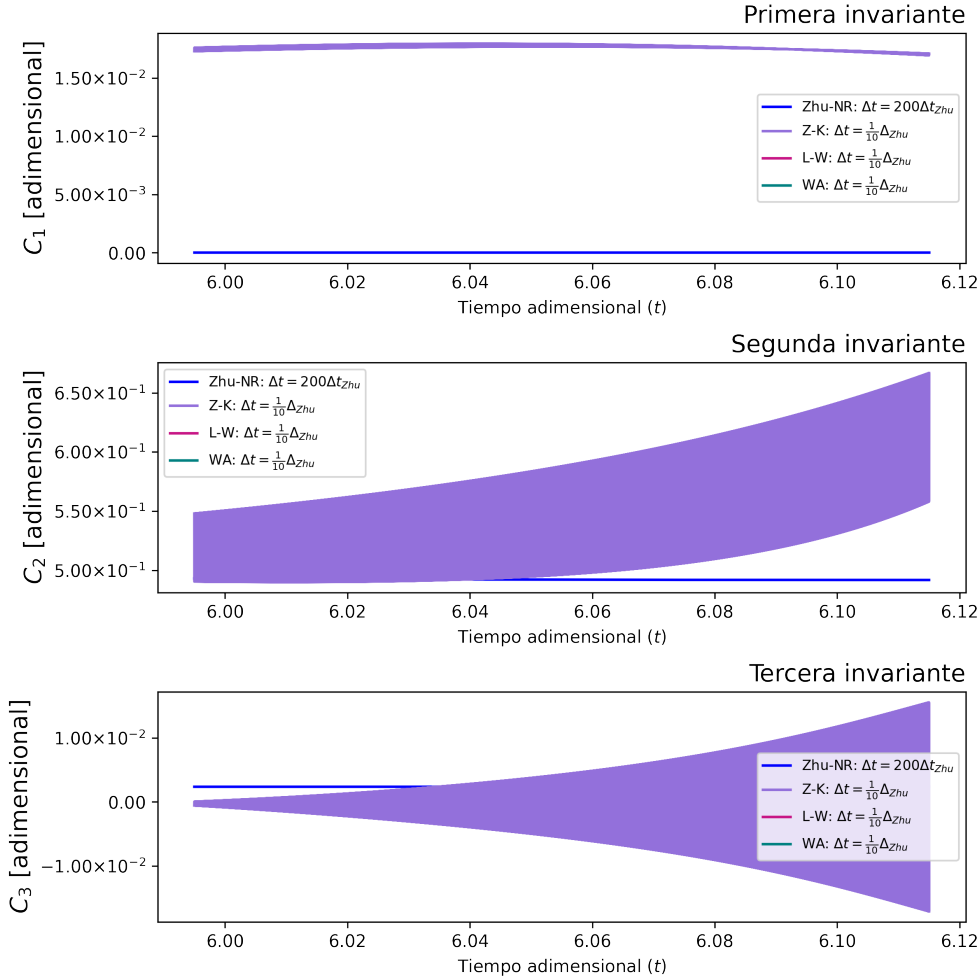 Primera invariante
C₁ [adimensional]
1.50×10⁻²
1.00×10⁻²
5.00×10⁻³
0.00
Zhu-NR: Δt = 200Δt_Zhu
Z-K: Δt = 1/10 Δ_Zhu
L-W: Δt = 1/10 Δ_Zhu
WA: Δt = 1/10 Δ_Zhu
6.00 6.02 6.04 6.06 6.08 6.10 6.12
Tiempo adimensional (t)
Segunda invariante
C₂ [adimensional]
6.50×10⁻¹
6.00×10⁻¹
5.50×10⁻¹
5.00×10⁻¹
Zhu-NR: Δt = 200Δt_Zhu
Z-K: Δt = 1/10 Δ_Zhu
L-W: Δt = 1/10 Δ_Zhu
WA: Δt = 1/10 Δ_Zhu
6.00 6.02 6.04 6.06 6.08 6.10 6.12
Tiempo adimensional (t)
Tercera invariante
C₃ [adimensional]
1.00×10⁻²
0.00
−1.00×10⁻²
Zhu-NR: Δt = 200Δt_Zhu
Z-K: Δt = 1/10 Δ_Zhu
L-W: Δt = 1/10 Δ_Zhu
WA: Δt = 1/10 Δ_Zhu
6.00 6.02 6.04 6.06 6.08 6.10 6.12
Tiempo adimensional (t)